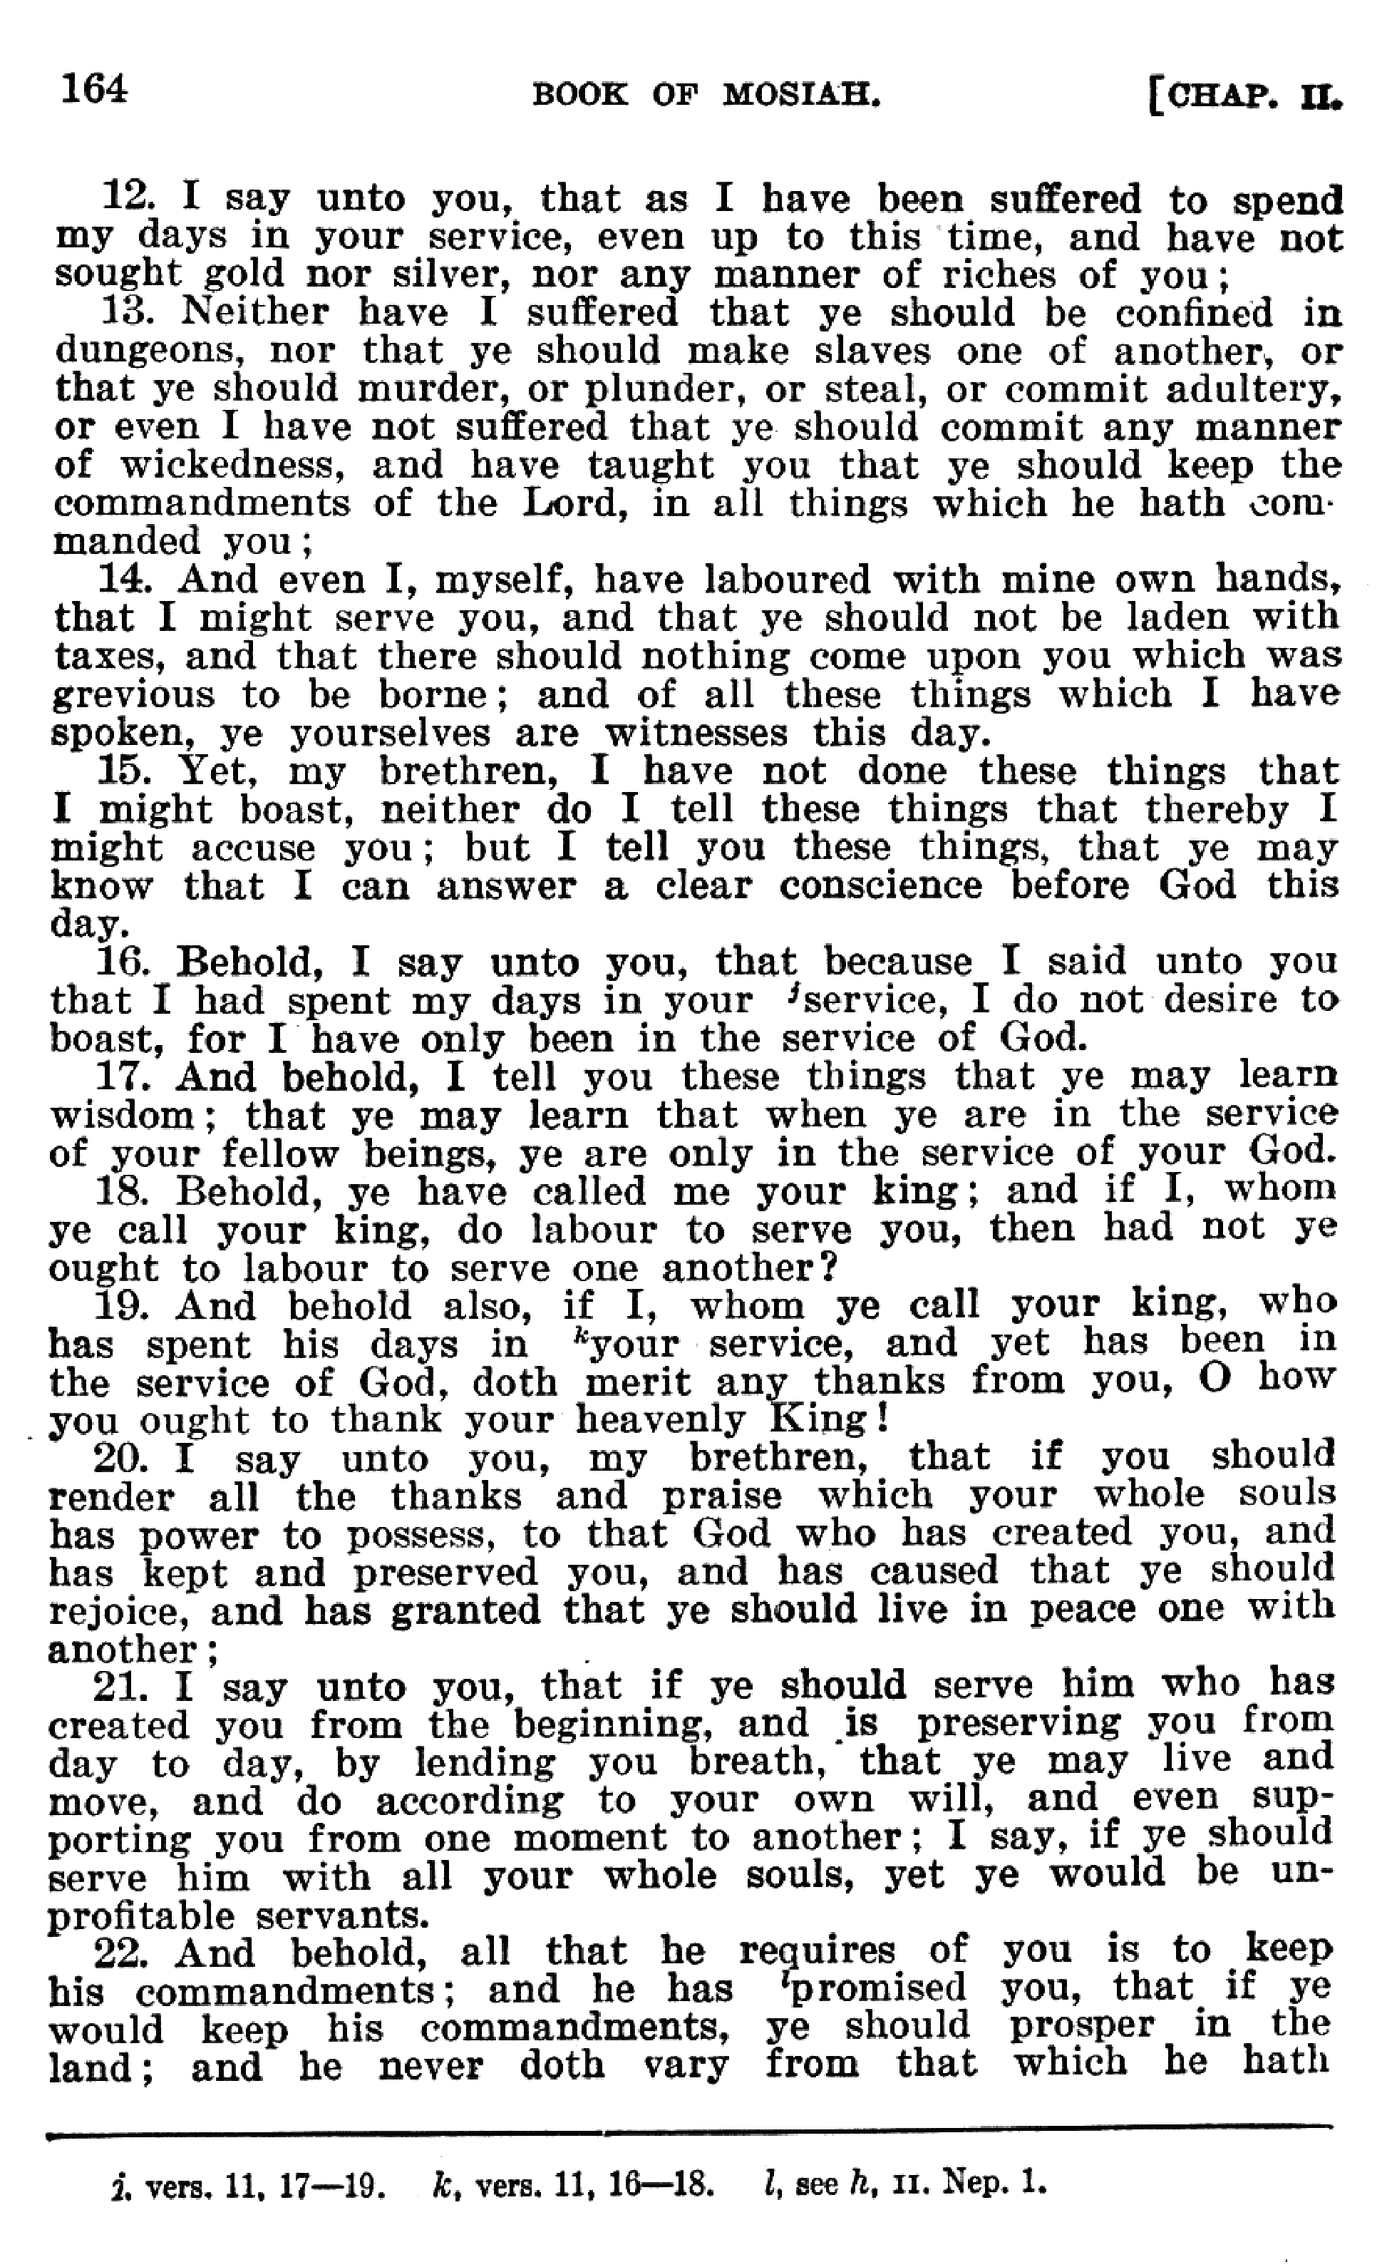 164 BOOK OF MOSIAH. [CHAP. II.
12. I say unto you, that as I have been suffered to spend
my days in your service, even up to this time, and have not
sought gold nor silver, nor any manner of riches of you;
13. Neither have I suffered that ye should be confined in
dungeons, nor that ye should make slaves one of another, or
that ye should murder, or plunder, or steal, or commit adultery,
or even I have not suffered that ye should commit any manner
of wickedness, and have taught you that ye should keep the
commandments of the Lord, in all things which he hath com-
manded you;
14. And even I, myself, have laboured with mine own hands,
that I might serve you, and that ye should not be laden with
taxes, and that there should nothing come upon you which was
grevious to be borne; and of all these things which I have
spoken, ye yourselves are witnesses this day.
15. Yet, my brethren, I have not done these things that
I might boast, neither do I tell these things that thereby I
might accuse you; but I tell you these things, that ye may
know that I can answer a clear conscience before God this
day.
16. Behold, I say unto you, that because I said unto you
that I had spent my days in your jservice, I do not desire to
boast, for I have only been in the service of God.
17. And behold, I tell you these things that ye may learn
wisdom; that ye may learn that when ye are in the service
of your fellow beings, ye are only in the service of your God.
18. Behold, ye have called me your king; and if I, whom
ye call your king, do labour to serve you, then had not ye
ought to labour to serve one another?
19. And behold also, if I, whom ye call your king, who
has spent his days in kyour service, and yet has been in
the service of God, doth merit any thanks from you, O how
you ought to thank your heavenly King!
20. I say unto you, my brethren, that if you should
render all the thanks and praise which your whole souls
has power to possess, to that God who has created you, and
has kept and preserved you, and has caused that ye should
rejoice, and has granted that ye should live in peace one with
another;
21. I say unto you, that if ye should serve him who has
created you from the beginning, and is preserving you from
day to day, by lending you breath, that ye may live and
move, and do according to your own will, and even sup-
porting you from one moment to another; I say, if ye should
serve him with all your whole souls, yet ye would be un-
profitable servants.
22. And behold, all that he requires of you is to keep
his commandments; and he has lpromised you, that if ye
would keep his commandments, ye should prosper in the
land; and he never doth vary from that which he hath
j, vers. 11, 17—19. k, vers. 11, 16—18. l, see h, II. Nep. 1.